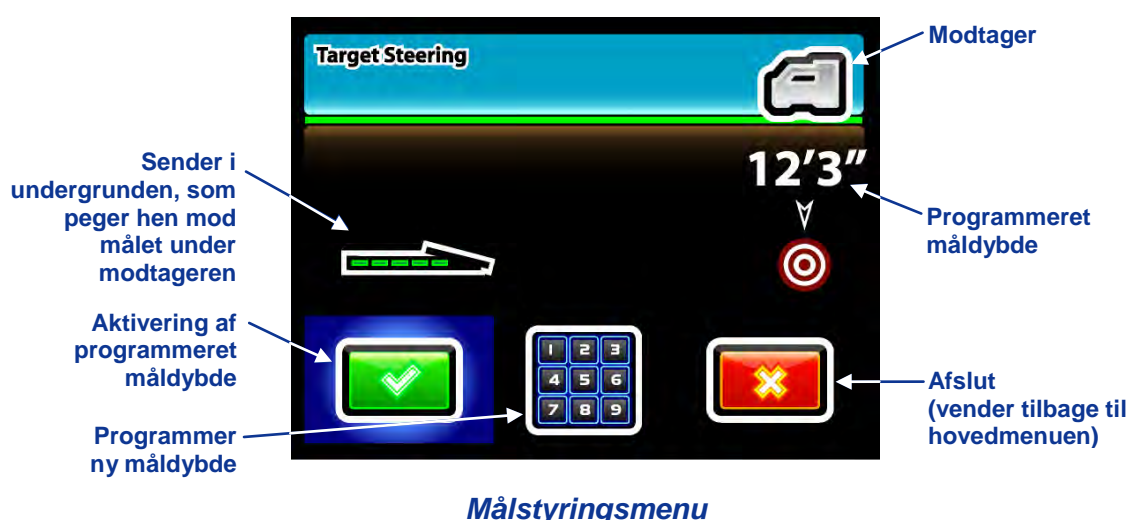 Modtager
Target Steering
12'3"
Sender i
undergrunden, som
peger hen mod
målet under
modtageren
Programmeret
måldybde
Aktivering af
programmeret
måldybde
1 2 3
4 5 6
7 8 9
Afslut
(vender tilbage til
hovedmenuen)
Programmer
ny måldybde
Målstyringsmenu